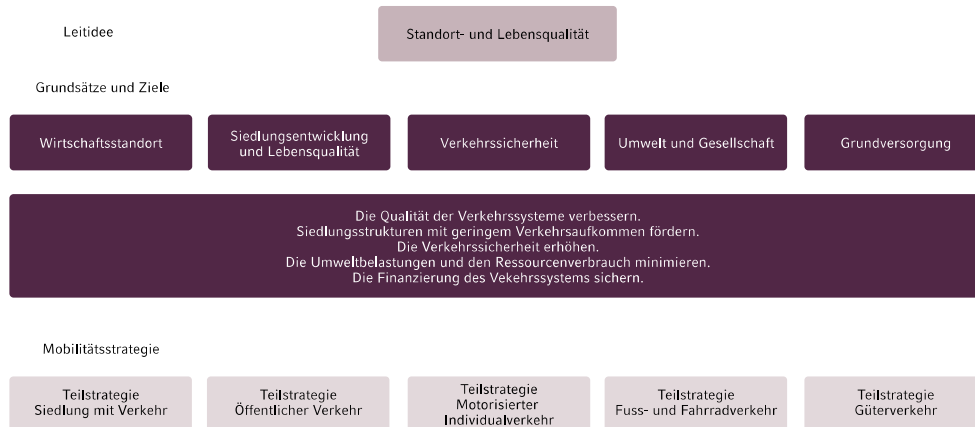 Leitidee
Standort- und Lebensqualität
Grundsätze und Ziele
Wirtschaftsstandort
Siedlungsentwicklung
und Lebensqualität
Verkehrssicherheit
Umwelt und Gesellschaft
Grundversorgung
Die Qualität der Verkehrssysteme verbessern.
Siedlungsstrukturen mit geringem Verkehrsaufkommen fördern.
Die Verkehrssicherheit erhöhen.
Die Umweltbelastungen und den Ressourcenverbrauch minimieren.
Die Finanzierung des Vekehrssystems sichern.
Mobilitätsstrategie
Teilstrategie
Siedlung mit Verkehr
Teilstrategie
Öffentlicher Verkehr
Teilstrategie
Motorisierter
Individualverkehr
Teilstrategie
Fuss- und Fahrradverkehr
Teilstrategie
Güterverkehr